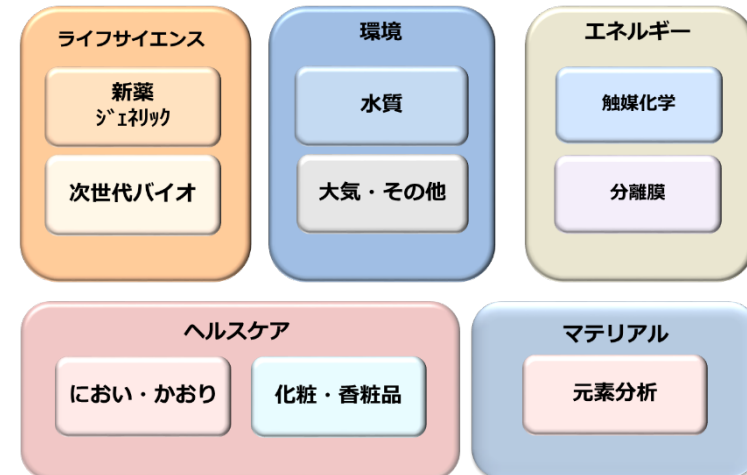 ライフサイエンス
新薬
ジェネリック
次世代バイオ
環境
水質
大気・その他
エネルギー
触媒化学
分離膜
ヘルスケア
におい・かおり
化粧・香粧品
マテリアル
元素分析